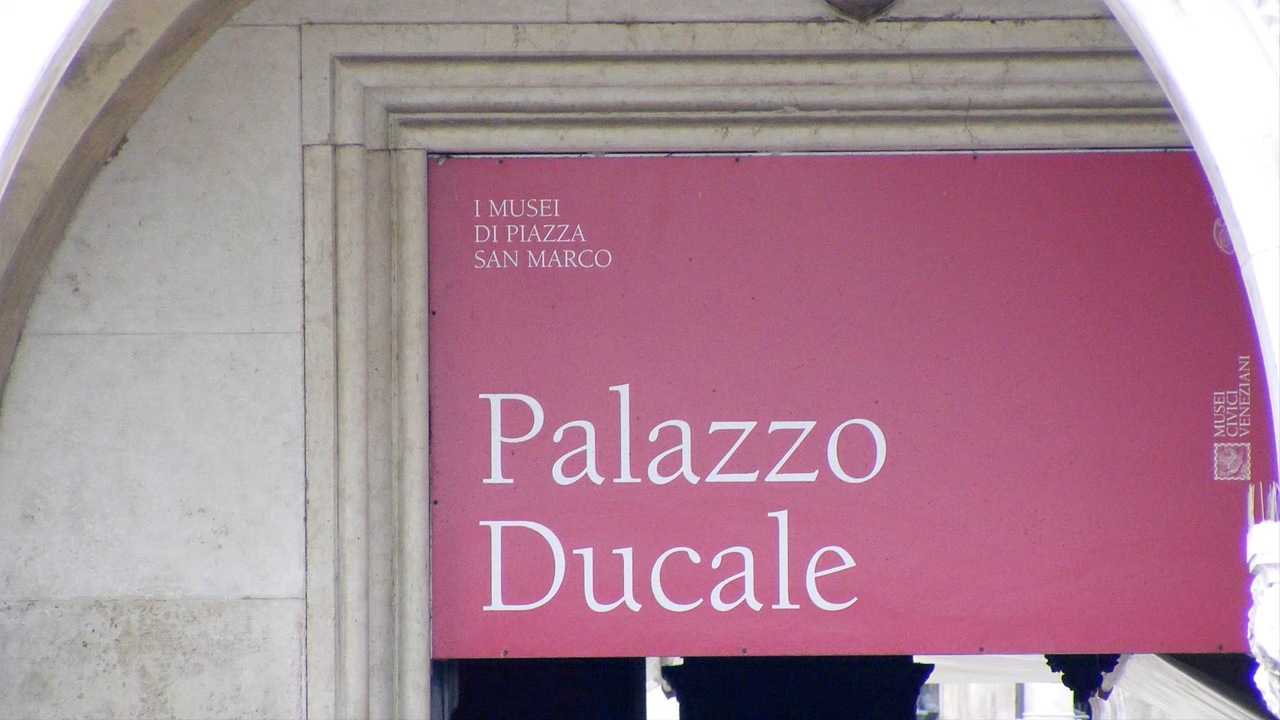 I MUSEI
DI PIAZZA
SAN MARCO
Palazzo
Ducale
MUSEI
CIVICI
VENEZIANI